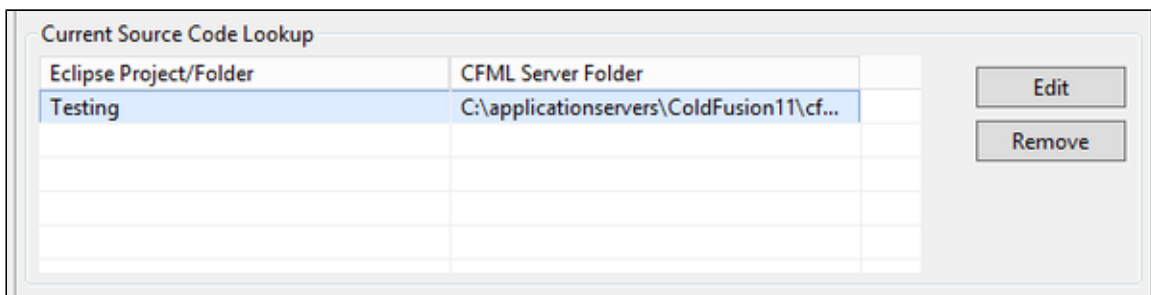 Current Source Code Lookup
Eclipse Project/Folder CFML Server Folder
Edit
Testing C:\applicationservers\ColdFusion11\cf...
Remove